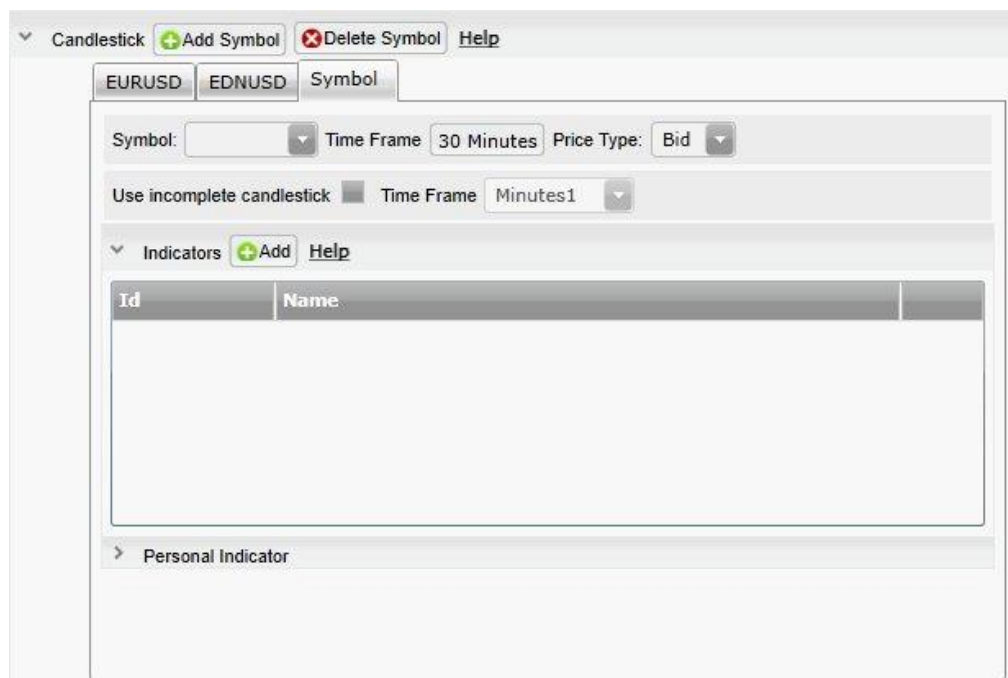 Candlestick Add Symbol Delete Symbol Help
EURUSD EDNUSD Symbol
Symbol: Time Frame 30 Minutes Price Type: Bid
Use incomplete candlestick Time Frame Minutes1
Indicators Add Help
Id Name
Personal Indicator